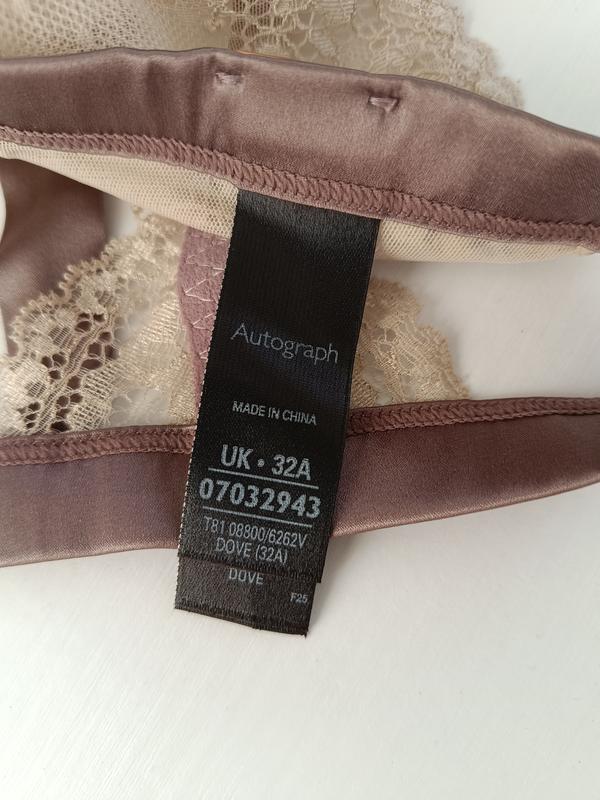 Autograph
MADE IN CHINA
UK • 32A
07032943
T81 08800/6262V
DOVE (32A)
DOVE
F25